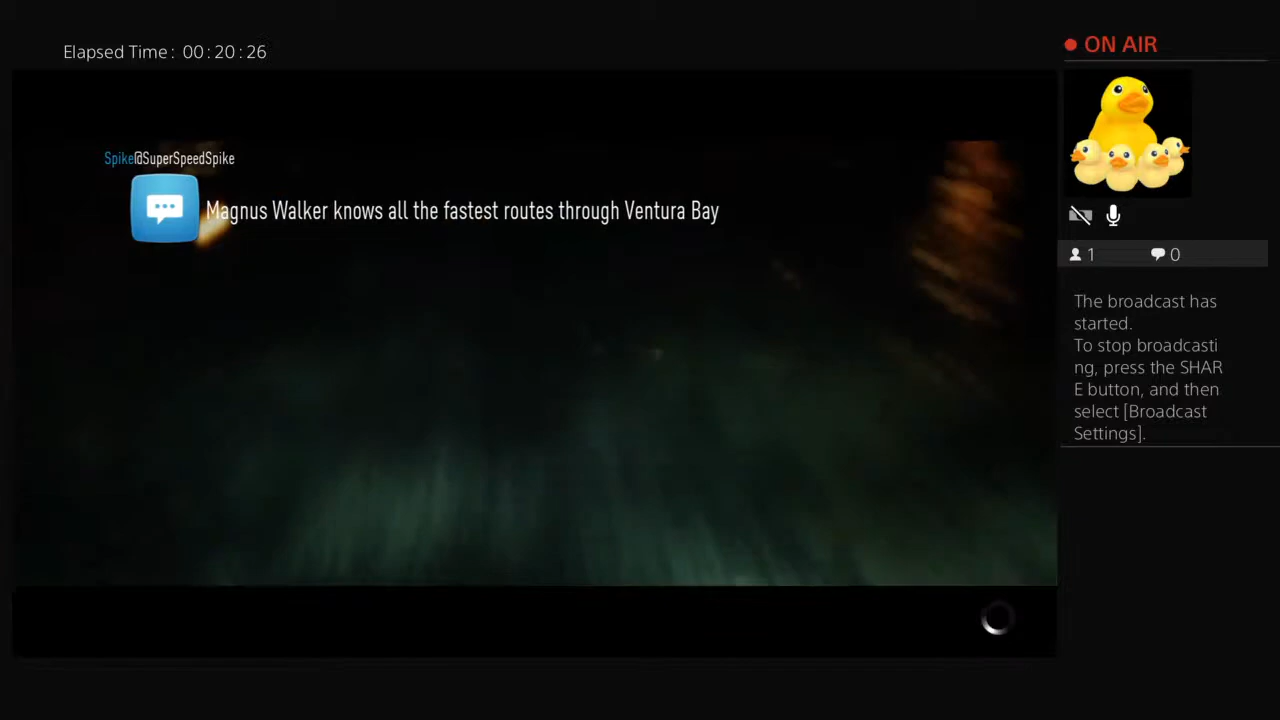 Elapsed Time: 00:20:26
ON AIR
Spike@SuperSpeedSpike
Magnus Walker knows all the fastest routes through Ventura Bay
1 0
The broadcast has
started.
To stop broadcasti
ng, press the SHAR
E button, and then
select [Broadcast
Settings].